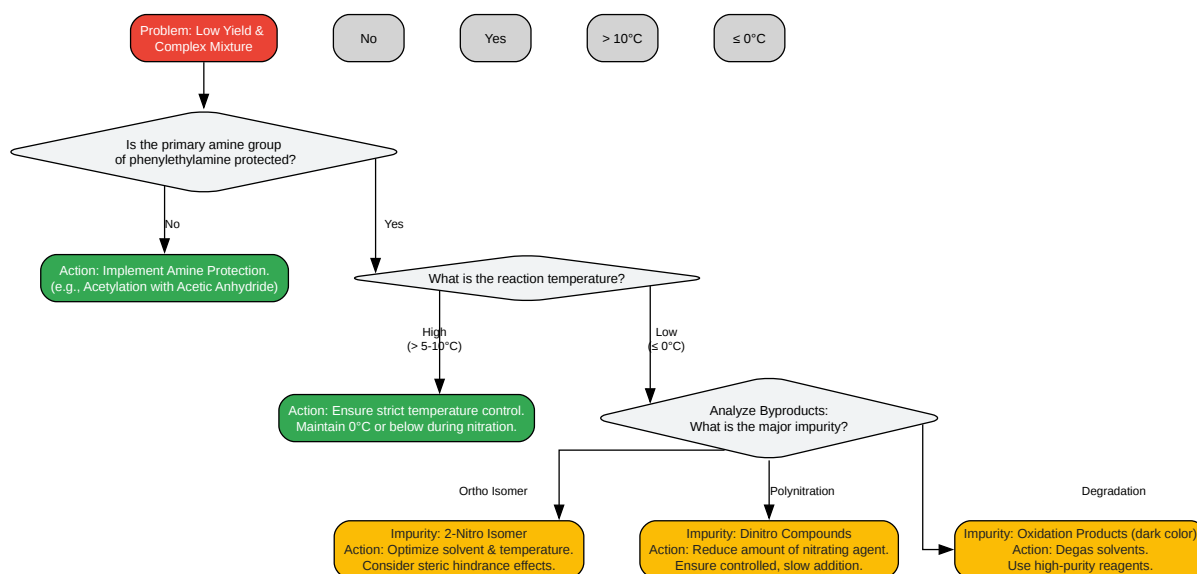 Problem: Low Yield &
Complex Mixture
No
Yes
> 10°C
≤ 0°C
Is the primary amine group
of phenylethylamine protected?
No
Yes
Action: Implement Amine Protection.
(e.g., Acetylation with Acetic Anhydride)
What is the reaction temperature?
High
(> 5-10°C)
Low
(≤ 0°C)
Action: Ensure strict temperature control.
Maintain 0°C or below during nitration.
Analyze Byproducts:
What is the major impurity?
Ortho Isomer
Polynitration
Degradation
Impurity: 2-Nitro Isomer
Action: Optimize solvent & temperature.
Consider steric hindrance effects.
Impurity: Dinitro Compounds
Action: Reduce amount of nitrating agent.
Ensure controlled, slow addition.
Impurity: Oxidation Products (dark color)
Action: Degas solvents.
Use high-purity reagents.